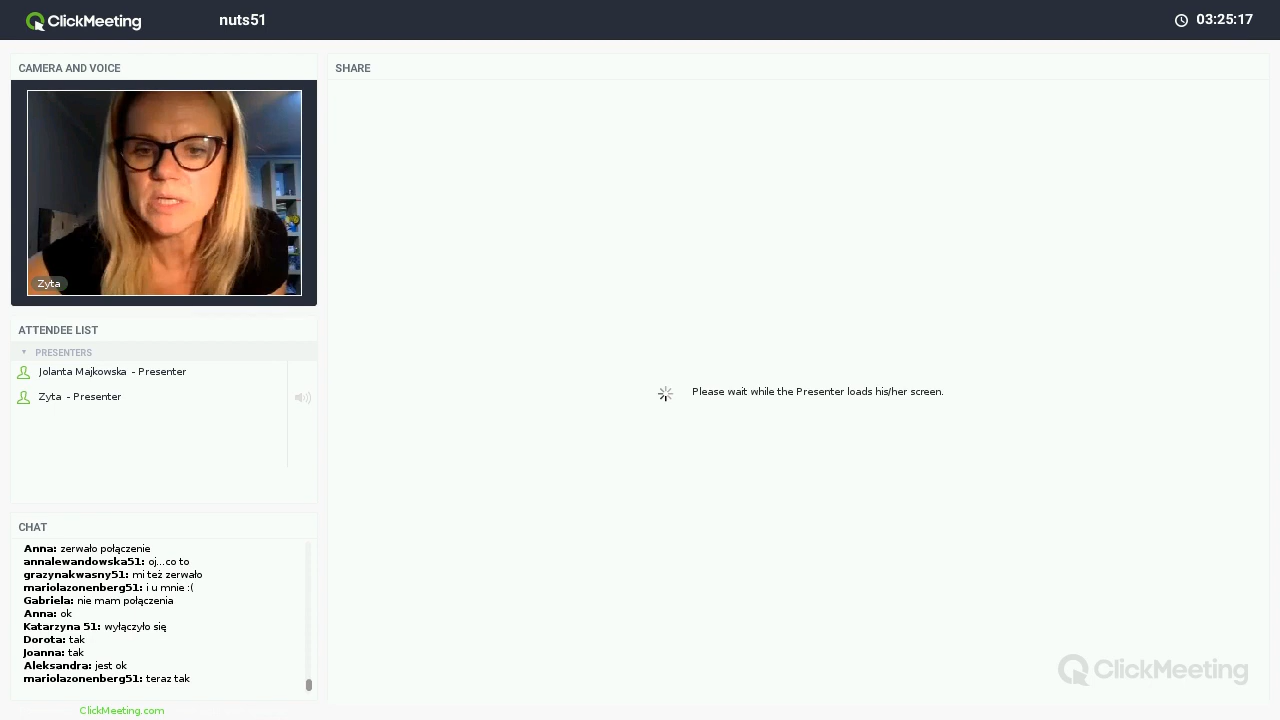 ClickMeeting
nuts51
03:25:17
CAMERA AND VOICE
SHARE
Zyta
ATTENDEE LIST
PRESENTERS
Jolanta Majkowska - Presenter
Zyta - Presenter
Please wait while the Presenter loads his/her screen.
CHAT
Anna: zerwało połączenie
annalewandowska51: oj...co to
grazynakwasny51: mi też zerwało
mariolazonenberg51: i u mnie :(
Gabriela: nie mam połączenia
Anna: ok
Katarzyna 51: wyłączyło się
Dorota: tak
Joanna: tak
Aleksandra: jest ok
mariolazonenberg51: teraz tak
ClickMeeting
ClickMeeting.com